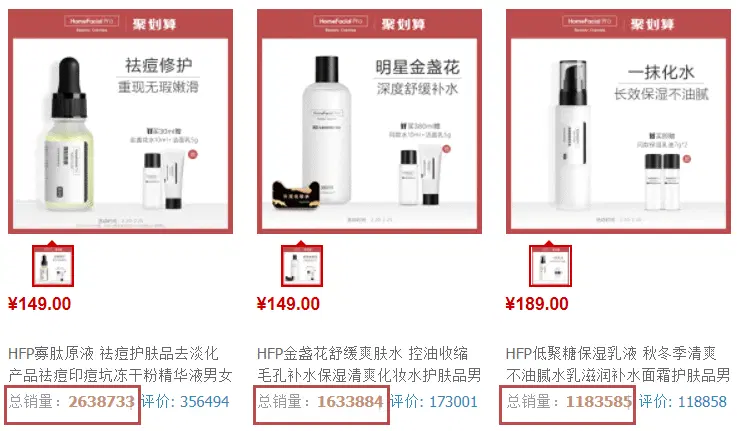 HomeFacial Pro 聚划算
祛痘修护
重现无瑕嫩滑
买30ml赠
HomeFacial Pro 聚划算
明星金盏花
深度舒缓补水
买380ml赠
HomeFacial Pro 聚划算
一抹化水
长效保湿不油腻
¥149.00
¥149.00
¥189.00
HFP寡肽原液 祛痘护肤品去淡化
产品祛痘印痘坑冻干粉精华液男女
总销量：2638733 评价: 356494
HFP金盏花舒缓爽肤水 控油收缩
毛孔补水保湿清爽化妆水护肤品男
总销量：1633884 评价: 173001
HFP低聚糖保湿乳液 秋冬季清爽
不油腻水乳滋润补水面霜护肤品男
总销量：1183585 评价: 118858